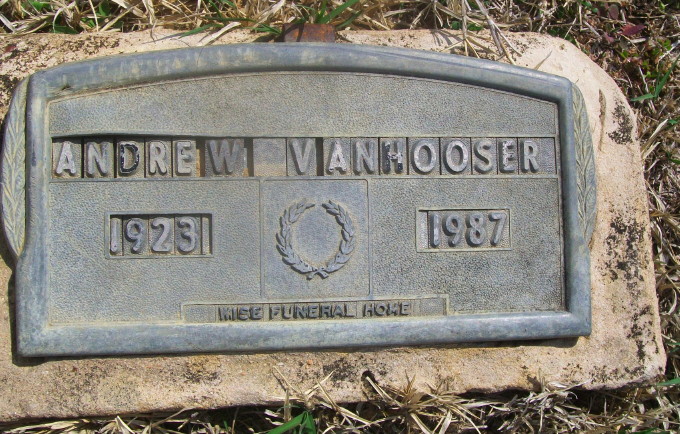 ANDREW VANHOOSER
1923 1987
WISE FUNERAL HOME